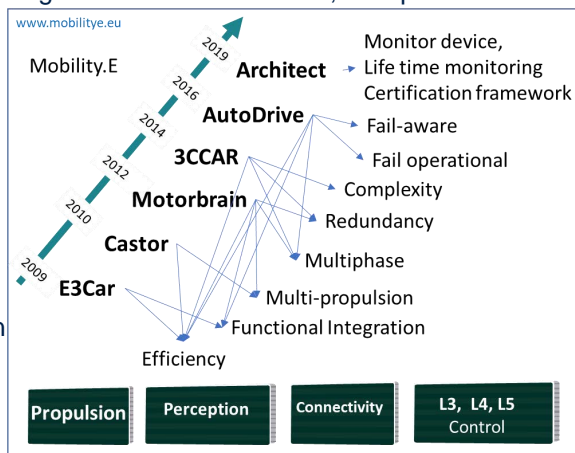 www.mobilitye.eu
Mobility.E
2019
2016
2014
2012
2010
2009
Architect
Monitor device,
Life time monitoring
Certification framework
AutoDrive
Fail-aware
Fail operational
3CCAR
Complexity
Motorbrain
Redundancy
Castor
Multiphase
E3Car
Multi-propulsion
Functional Integration
Efficiency
Propulsion
Perception
Connectivity
L3, L4, L5
Control